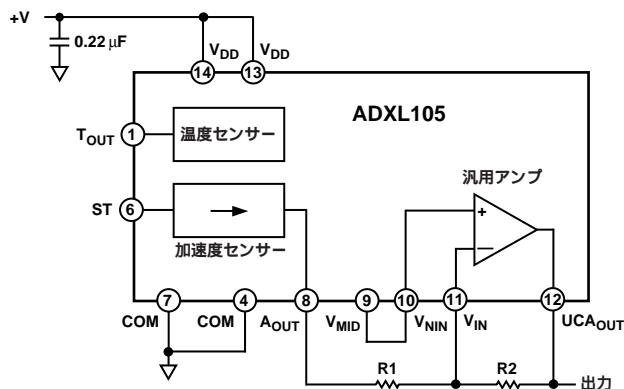 +V
0.22 μF
VDD
VDD
14
13
ADXL105
TOUT
1
温度センサー
汎用アンプ
ST
6
加速度センサー
+
−
7
4
8
9
10
11
12
COM
COM
AOUT
VMID
VNIN
VIN
UCAOUT
R1
R2
出力